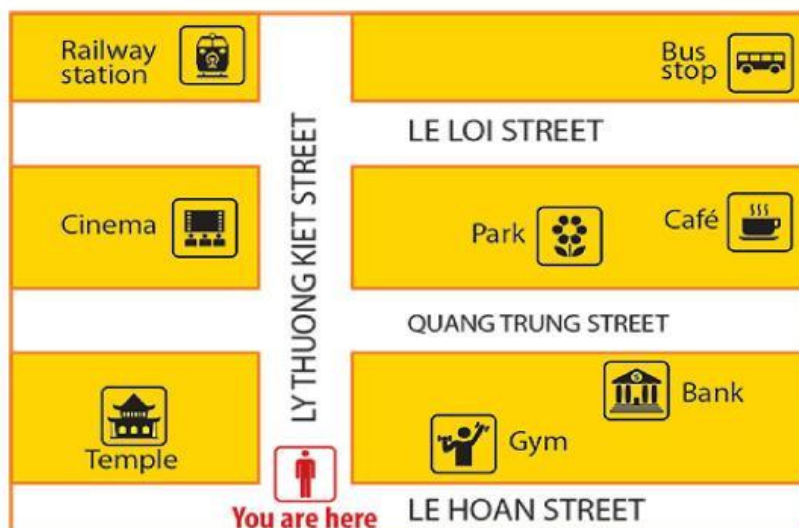 Railway
station
Bus
stop
LE LOI STREET
LY THUONG KIET STREET
Cinema
Park
Café
QUANG TRUNG STREET
Bank
Gym
Temple
You are here
LE HOAN STREET